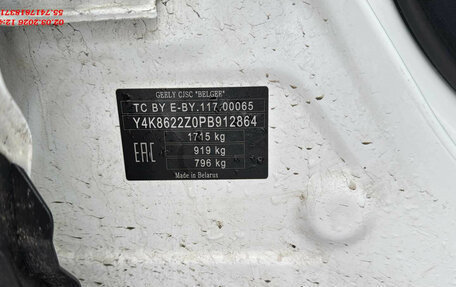 GEELY CJSC "BELGEE"
TC BY E-BY.117.00065
Y4K8622Z0PB912864
1715 kg
919 kg
796 kg
EAC
Made in Belarus